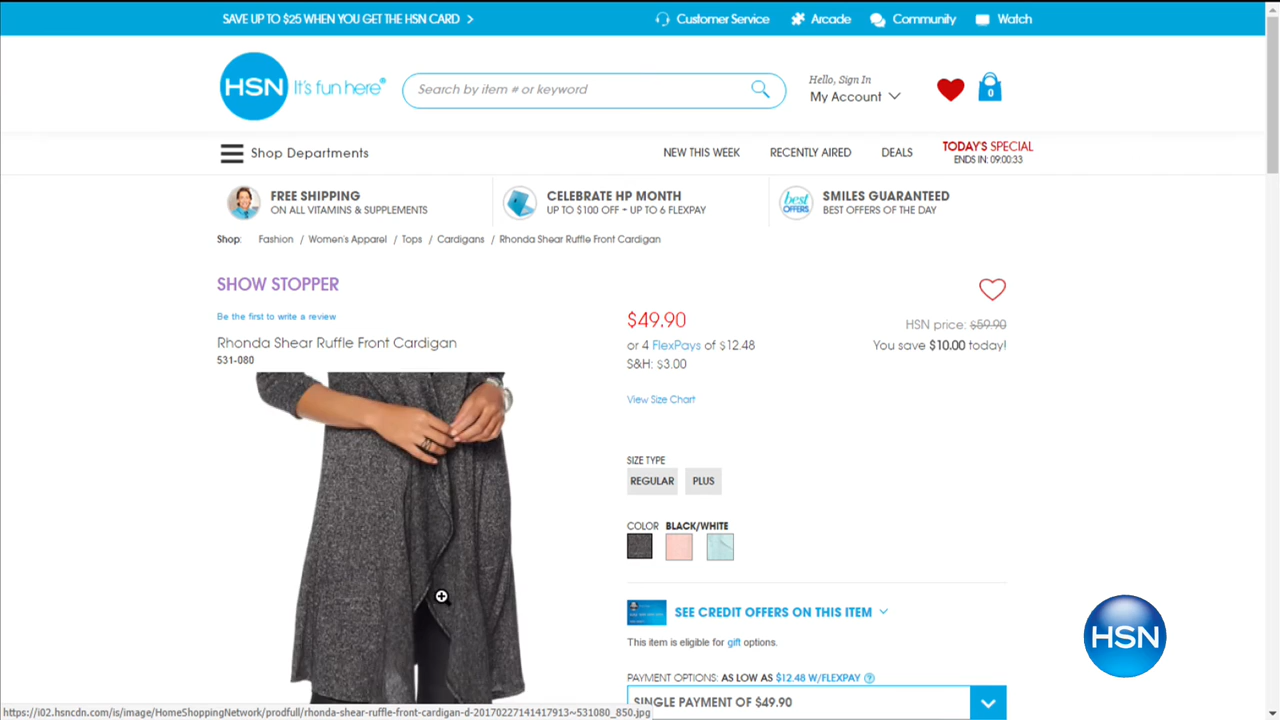 SAVE UP TO $25 WHEN YOU GET THE HSN CARD >
Customer Service
Arcade
Community
Watch
HSN It's fun here®
Search by item # or keyword
Hello, Sign In
My Account
0
Shop Departments
NEW THIS WEEK
RECENTLY AIRED
DEALS
TODAY'S SPECIAL
ENDS IN: 09:00:33
FREE SHIPPING
ON ALL VITAMINS & SUPPLEMENTS
CELEBRATE HP MONTH
UP TO $100 OFF + UP TO 6 FLEXPAY
best OFFERS
SMILES GUARANTEED
BEST OFFERS OF THE DAY
Shop: Fashion / Women's Apparel / Tops / Cardigans / Rhonda Shear Ruffle Front Cardigan
SHOW STOPPER
Be the first to write a review
Rhonda Shear Ruffle Front Cardigan
531-080
$49.90
or 4 FlexPays of $12.48
S&H: $3.00
HSN price: $59.90
You save $10.00 today!
View Size Chart
SIZE TYPE
REGULAR
PLUS
COLOR BLACK/WHITE
SEE CREDIT OFFERS ON THIS ITEM
This item is eligible for gift options.
PAYMENT OPTIONS: AS LOW AS $12.48 W/FLEXPAY ?
SINGLE PAYMENT OF $49.90
HSN
https://i02.hsncdn.com/is/image/HomeShoppingNetwork/prodfull/rhonda-shear-ruffle-front-cardigan-d-20170227141417913~531080_850.jpg